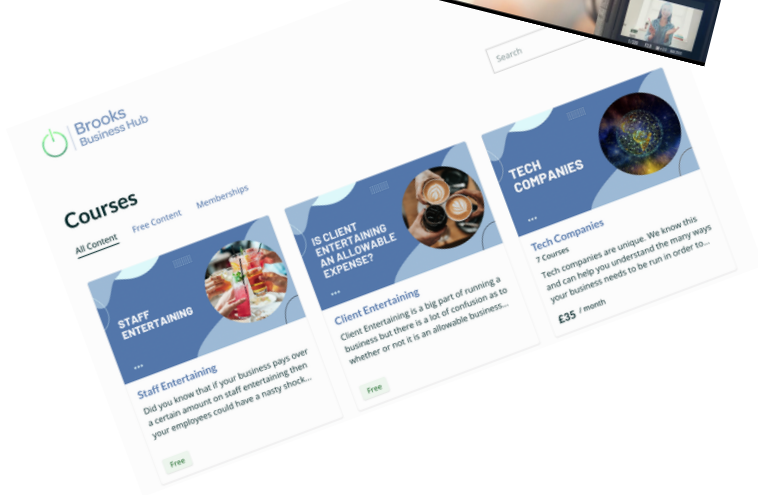 Search
Brooks
Business Hub
Courses
All Content
Free Content
Memberships
STAFF
ENTERTAINING
Staff Entertaining
Did you know that if your business pays over
a certain amount on staff entertaining then
your employees could have a nasty shock...
Free
IS CLIENT
ENTERTAINING
AN ALLOWABLE
EXPENSE?
Client Entertaining
Client Entertaining is a big part of running a
business but there is a lot of confusion as to
whether or not it is an allowable business...
Free
TECH
COMPANIES
Tech Companies
7 Courses
Tech companies are unique. We know this
and can help you understand the many ways
your business needs to be run in order to...
£35 / month